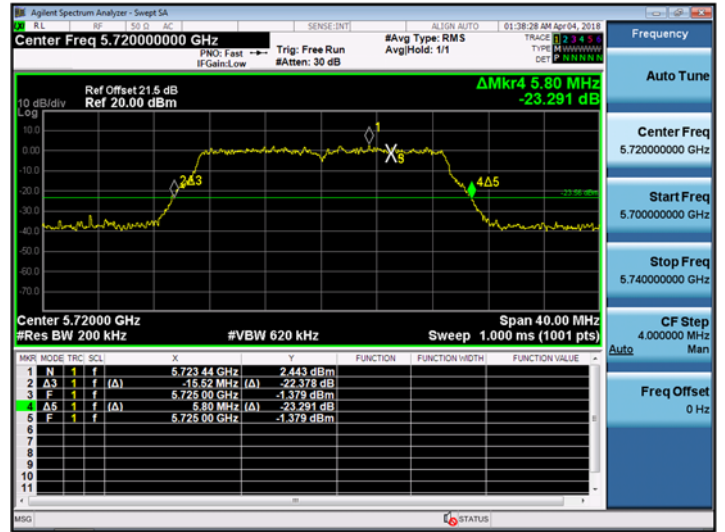 Agilent Spectrum Analyzer - Swept SA
RL RF 50 Ω AC SENSE:INT ALIGN AUTO 01:38:28 AM Apr 04, 2018
Center Freq 5.720000000 GHz
PNO: Fast
IFGain:Low
Trig: Free Run
#Atten: 30 dB
#Avg Type: RMS
Avg|Hold: 1/1
TRACE 1 2 3 4 5 6
TYPE M WWWWW
DET P N N N N N
Ref Offset 21.5 dB
10 dB/div Ref 20.00 dBm
ΔMkr4 5.80 MHz
-23.291 dB
Log
10.0
0.00
-10.0
-20.0
-30.0
-40.0
-50.0
-60.0
-70.0
1
2Δ3
4Δ5
-23.56 dBm
Center 5.72000 GHz Span 40.00 MHz
#Res BW 200 kHz #VBW 620 kHz Sweep 1.000 ms (1001 pts)
MKR MODE TRC SCL X Y FUNCTION FUNCTION WIDTH FUNCTION VALUE
1 N 1 f 5.723 44 GHz 2.443 dBm
2 Δ3 1 f (Δ) -15.52 MHz (Δ) -22.378 dB
3 F 1 f 5.725 00 GHz -1.379 dBm
4 Δ5 1 f (Δ) 5.80 MHz (Δ) -23.291 dB
5 F 1 f 5.725 00 GHz -1.379 dBm
6
7
8
9
10
11
MSG STATUS
Frequency
Auto Tune
Center Freq
5.720000000 GHz
Start Freq
5.700000000 GHz
Stop Freq
5.740000000 GHz
CF Step
4.000000 MHz
Auto Man
Freq Offset
0 Hz